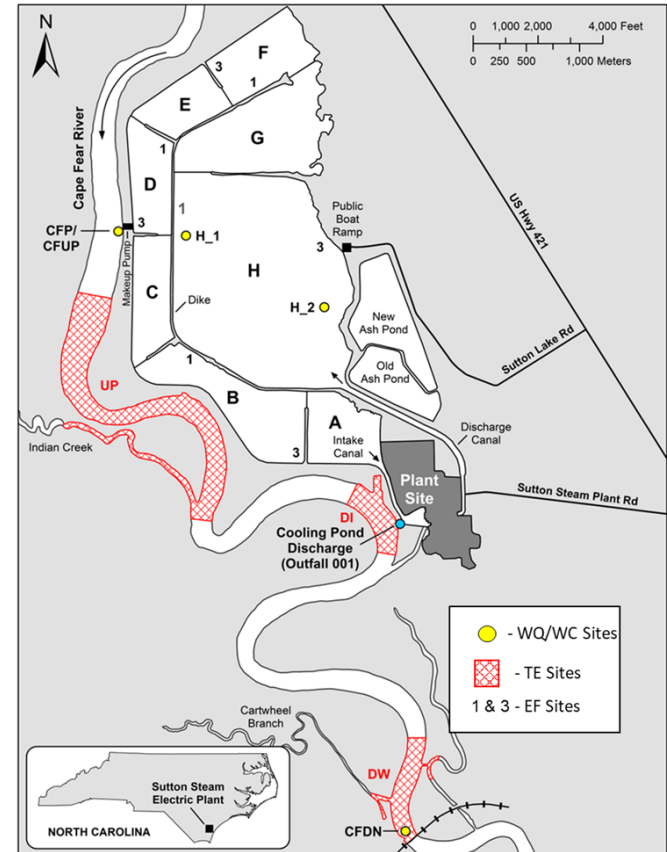 N
0 1,000 2,000 4,000 Feet
0 250 500 1,000 Meters
Cape Fear River
US Hwy 421
F
3
1
E
G
1
D
1
Public
Boat
Ramp
CFP/
CFUP
3
H_1
3
Makeup Pump
H
C
Dike
H_2
New
Ash Pond
Sutton Lake Rd
1
Old
Ash Pond
UP
B
A
Discharge
Canal
Indian Creek
Intake
Canal
3
Plant
Site
Sutton Steam Plant Rd
DI
Cooling Pond
Discharge
(Outfall 001)
- WQ/WC Sites
- TE Sites
1 & 3 - EF Sites
Cartwheel
Branch
DW
Sutton Steam
Electric Plant
NORTH CAROLINA
CFDN